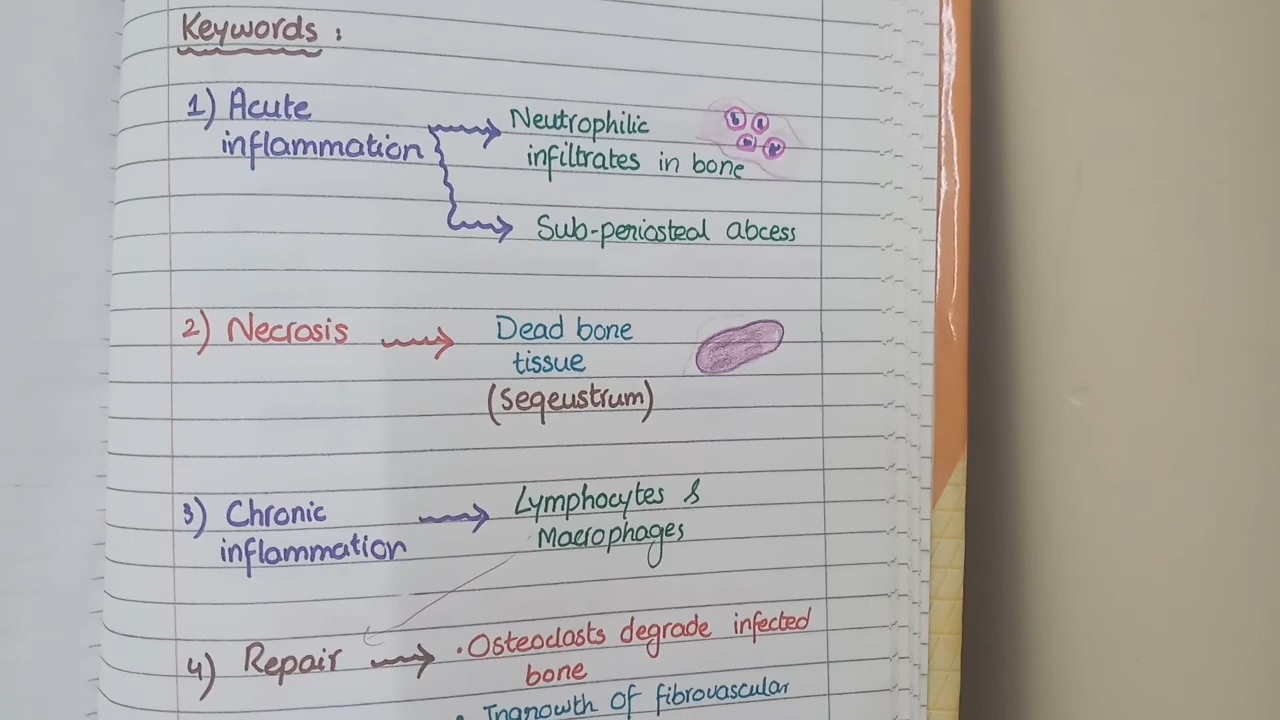 Keywords :
1) Acute
inflammation
Neutrophilic
infiltrates in bone
Sub-periosteal abcess
2) Necrosis
Dead bone
tissue
(seqeustrum)
3) Chronic
inflammation
Lymphocytes &
Macrophages
4) Repair
• Osteoclasts degrade infected
bone
• Ingrowth of fibrovascular